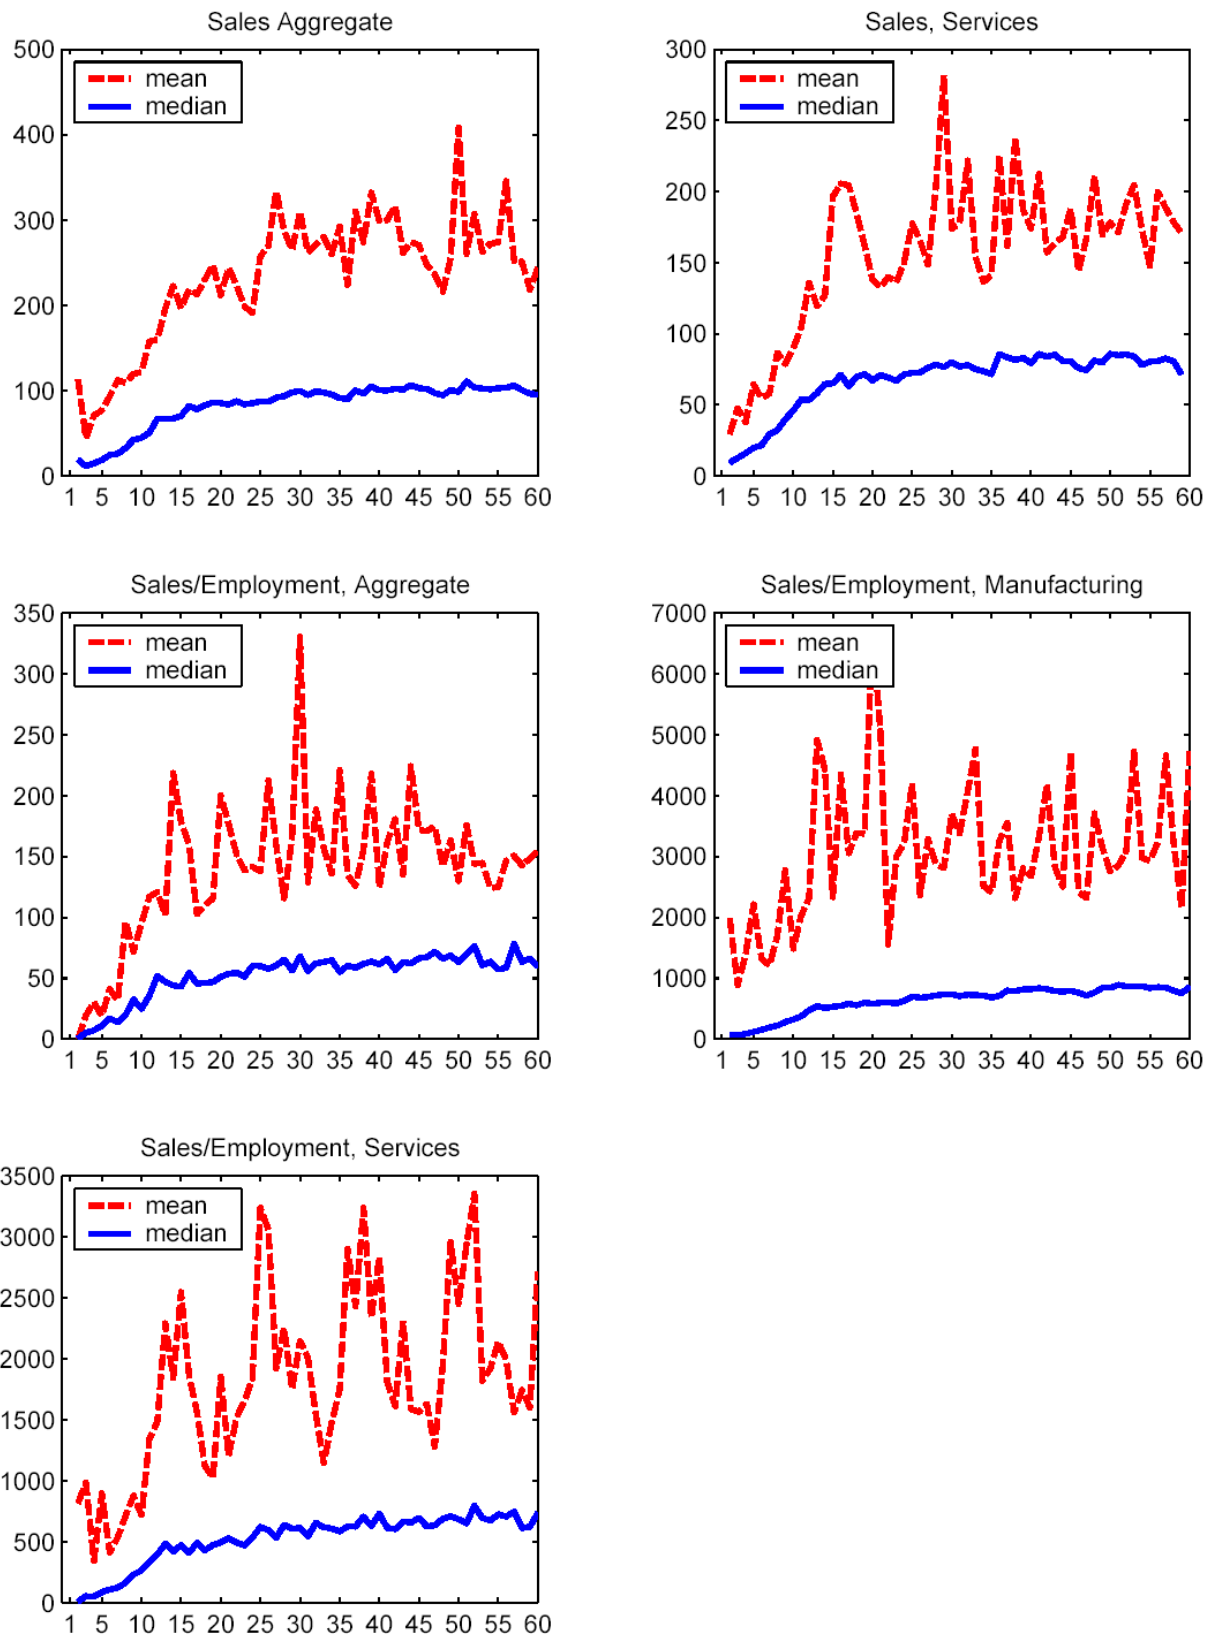 Sales Aggregate
500
400
300
200
100
0
mean
median
1 5 10 15 20 25 30 35 40 45 50 55 60
Sales, Services
300
250
200
150
100
50
0
mean
median
1 5 10 15 20 25 30 35 40 45 50 55 60
Sales/Employment, Aggregate
350
300
250
200
150
100
50
0
mean
median
1 5 10 15 20 25 30 35 40 45 50 55 60
Sales/Employment, Manufacturing
7000
6000
5000
4000
3000
2000
1000
0
mean
median
1 5 10 15 20 25 30 35 40 45 50 55 60
Sales/Employment, Services
3500
3000
2500
2000
1500
1000
500
0
mean
median
1 5 10 15 20 25 30 35 40 45 50 55 60